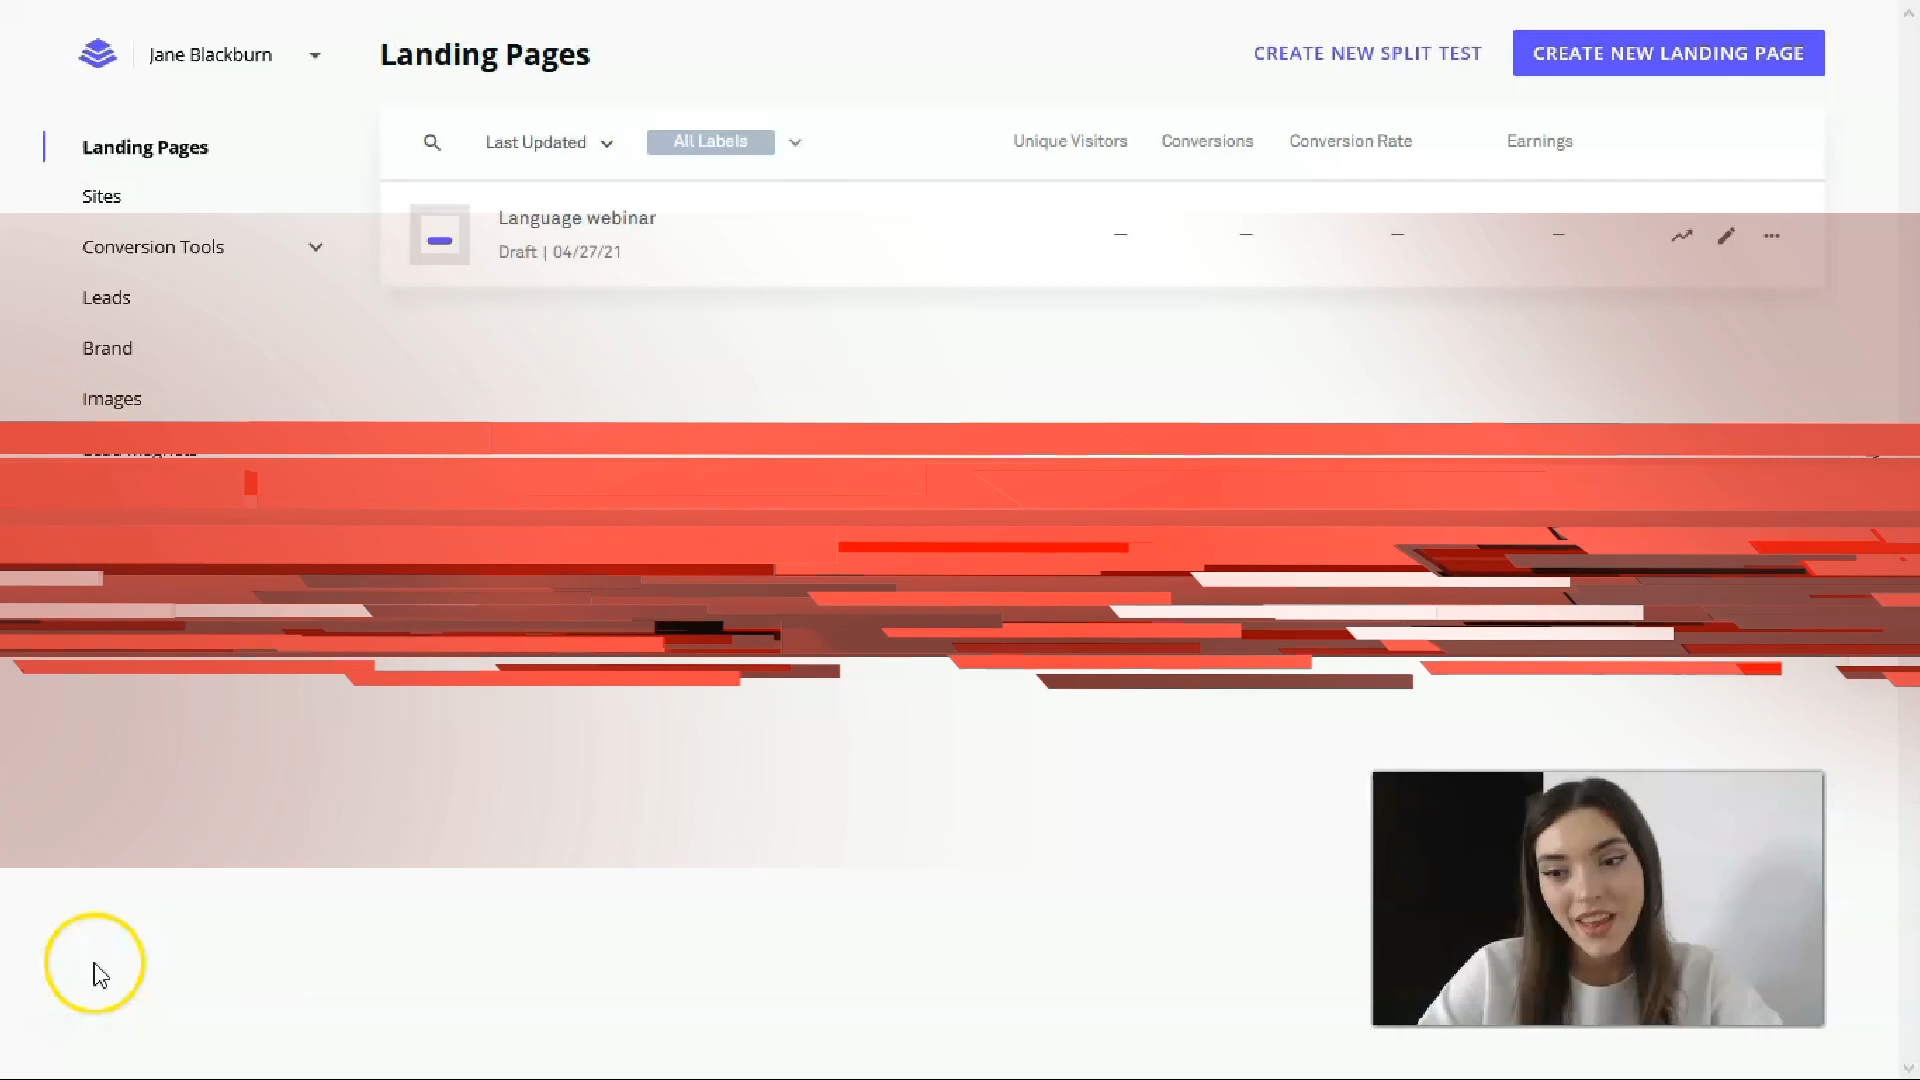 Jane Blackburn
Landing Pages
CREATE NEW SPLIT TEST
CREATE NEW LANDING PAGE
Landing Pages
Sites
Conversion Tools
Leads
Brand
Images
Last Updated
All Labels
Unique Visitors
Conversions
Conversion Rate
Earnings
Language webinar
Draft | 04/27/21
— — — —